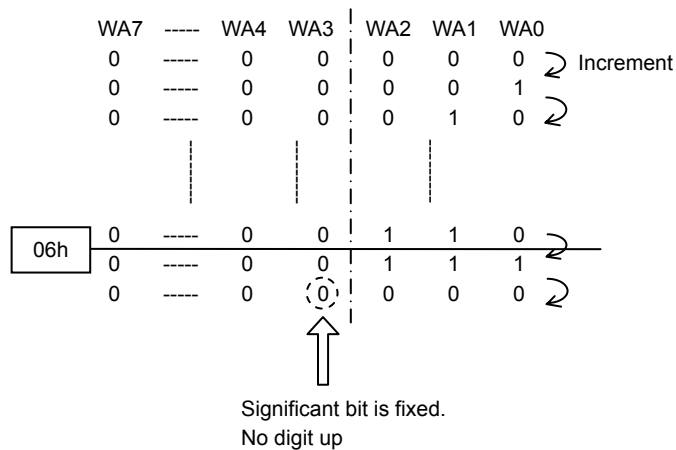 WA7 ----- WA4 WA3 WA2 WA1 WA0
0 ----- 0 0 0 0 0 Increment
0 ----- 0 0 0 0 1
0 ----- 0 0 0 1 0
0 ----- 0 0 1 1 0
06h
0 ----- 0 0 1 1 1
0 ----- 0 0 0 0 0
Significant bit is fixed.
No digit up